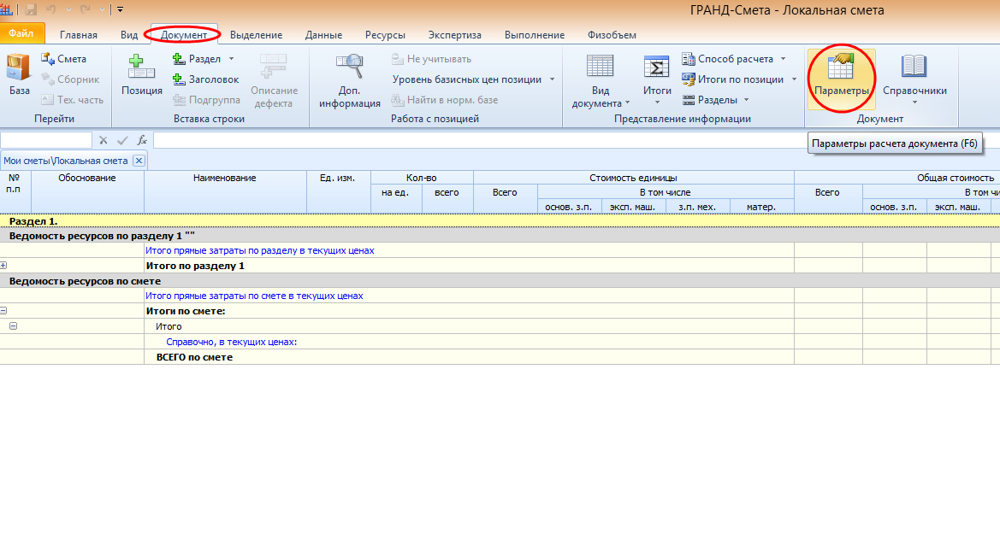 ГРАНД-Смета - Локальная смета
Файл Главная Вид Документ Выделение Данные Ресурсы Экспертиза Выполнение Физобъем
База
Смета
Сборник
Тех. часть
Перейти
Позиция
Раздел
Заголовок
Подгруппа
Описание
дефекта
Вставка строки
Доп.
информация
Не учитывать
Уровень базисных цен позиции
Найти в норм. базе
Работа с позицией
Вид
документа
Итоги
Способ расчета
Итоги по позиции
Разделы
Представление информации
Параметры
Справочники
Документ
fx
Параметры расчета документа (F6)
Мои сметы\Локальная смета
№
п.п
Обоснование
Наименование
Ед. изм.
Кол-во
на ед. всего
Стоимость единицы
Всего
В том числе
основ. з.п. эксп. маш. з.п. мех. матер.
Общая стоимость
Всего
В том чи
основ. з.п. эксп. маш.
Раздел 1.
Ведомость ресурсов по разделу 1 ""
Итого прямые затраты по разделу в текущих ценах
Итого по разделу 1
Ведомость ресурсов по смете
Итого прямые затраты по смете в текущих ценах
Итоги по смете:
Итого
Справочно, в текущих ценах:
ВСЕГО по смете